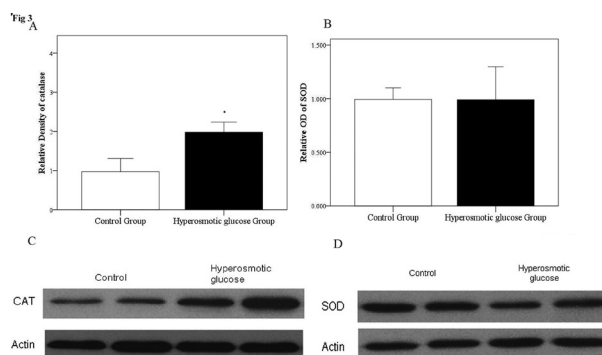 'Fig 3
A
Relative Density of catalase
4
3
2
1
0
*
Control Group
Hyperosmotic glucose Group
B
Relative OD of SOD
1.500
1.000
0.500
0.000
Control Group
Hyperosmotic glucose Group
C
Control
Hyperosmotic
glucose
CAT
Actin
D
Control
Hyperosmotic
glucose
SOD
Actin